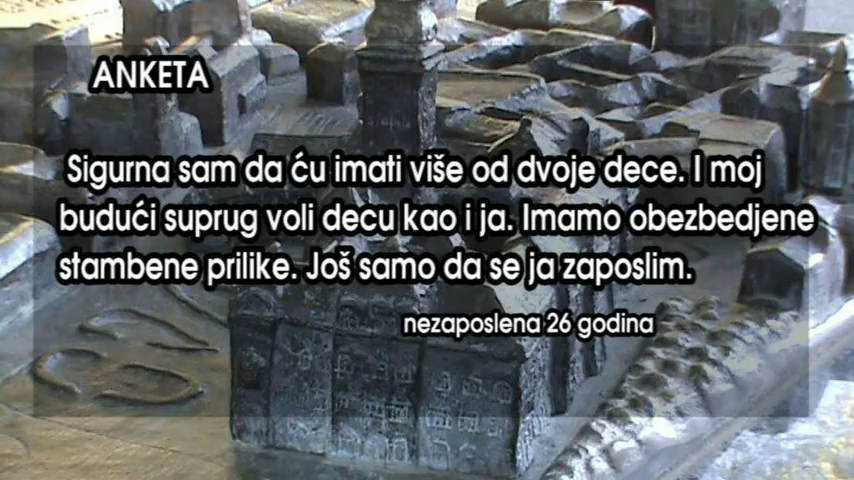 ANKETA
Sigurna sam da ću imati više od dvoje dece. I moj
budući suprug voli decu kao i ja. Imamo obezbedjene
stambene prilike. Još samo da se ja zaposlim.
nezaposlena 26 godina